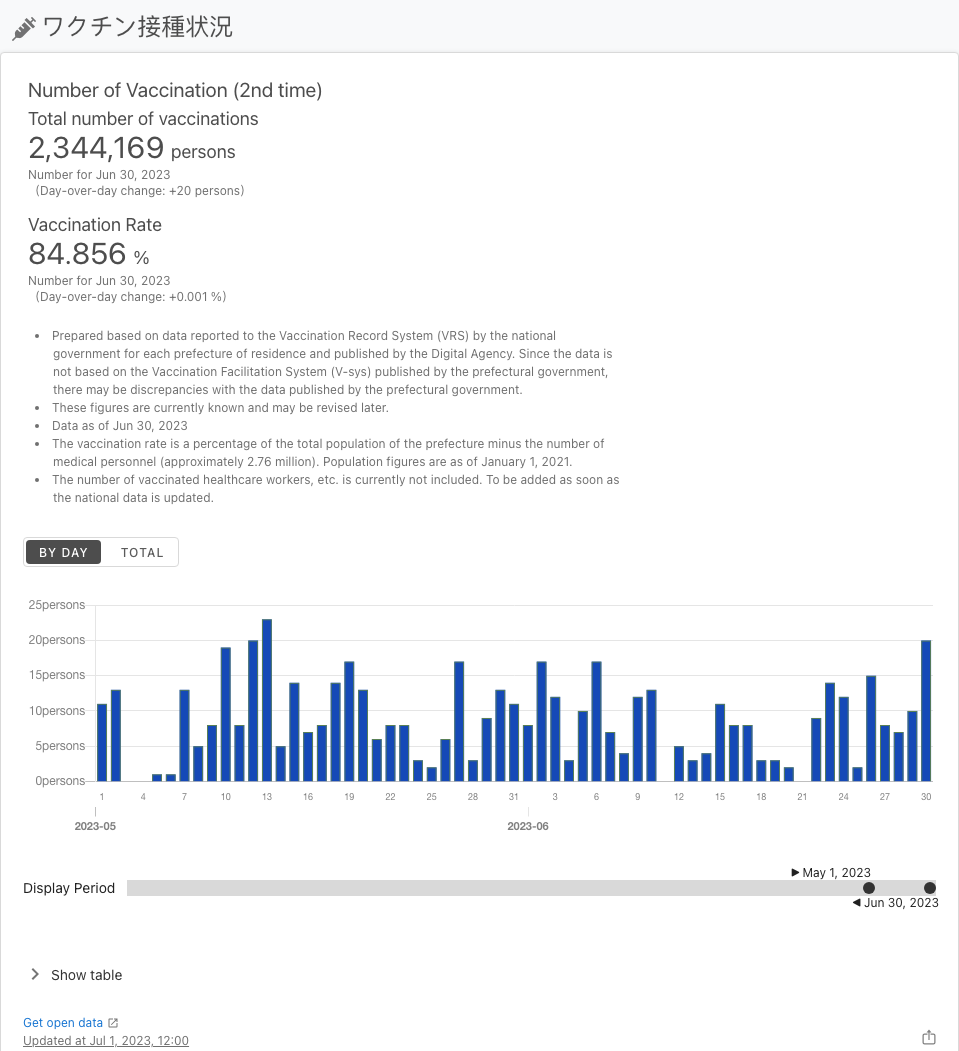 ワクチン接種状況
Number of Vaccination (2nd time)
Total number of vaccinations
2,344,169 persons
Number for Jun 30, 2023
(Day-over-day change: +20 persons)
Vaccination Rate
84.856 %
Number for Jun 30, 2023
(Day-over-day change: +0.001 %)
• Prepared based on data reported to the Vaccination Record System (VRS) by the national
government for each prefecture of residence and published by the Digital Agency. Since the data is
not based on the Vaccination Facilitation System (V-sys) published by the prefectural government,
there may be discrepancies with the data published by the prefectural government.
• These figures are currently known and may be revised later.
• Data as of Jun 30, 2023
• The vaccination rate is a percentage of the total population of the prefecture minus the number of
medical personnel (approximately 2.76 million). Population figures are as of January 1, 2021.
• The number of vaccinated healthcare workers, etc. is currently not included. To be added as soon as
the national data is updated.
BY DAY TOTAL
25persons
20persons
15persons
10persons
5persons
0persons
1 4 7 10 13 16 19 22 25 28 31 3 6 9 12 15 18 21 24 27 30
2023-05 2023-06
▶ May 1, 2023
Display Period
◀ Jun 30, 2023
Show table
Get open data
Updated at Jul 1, 2023, 12:00